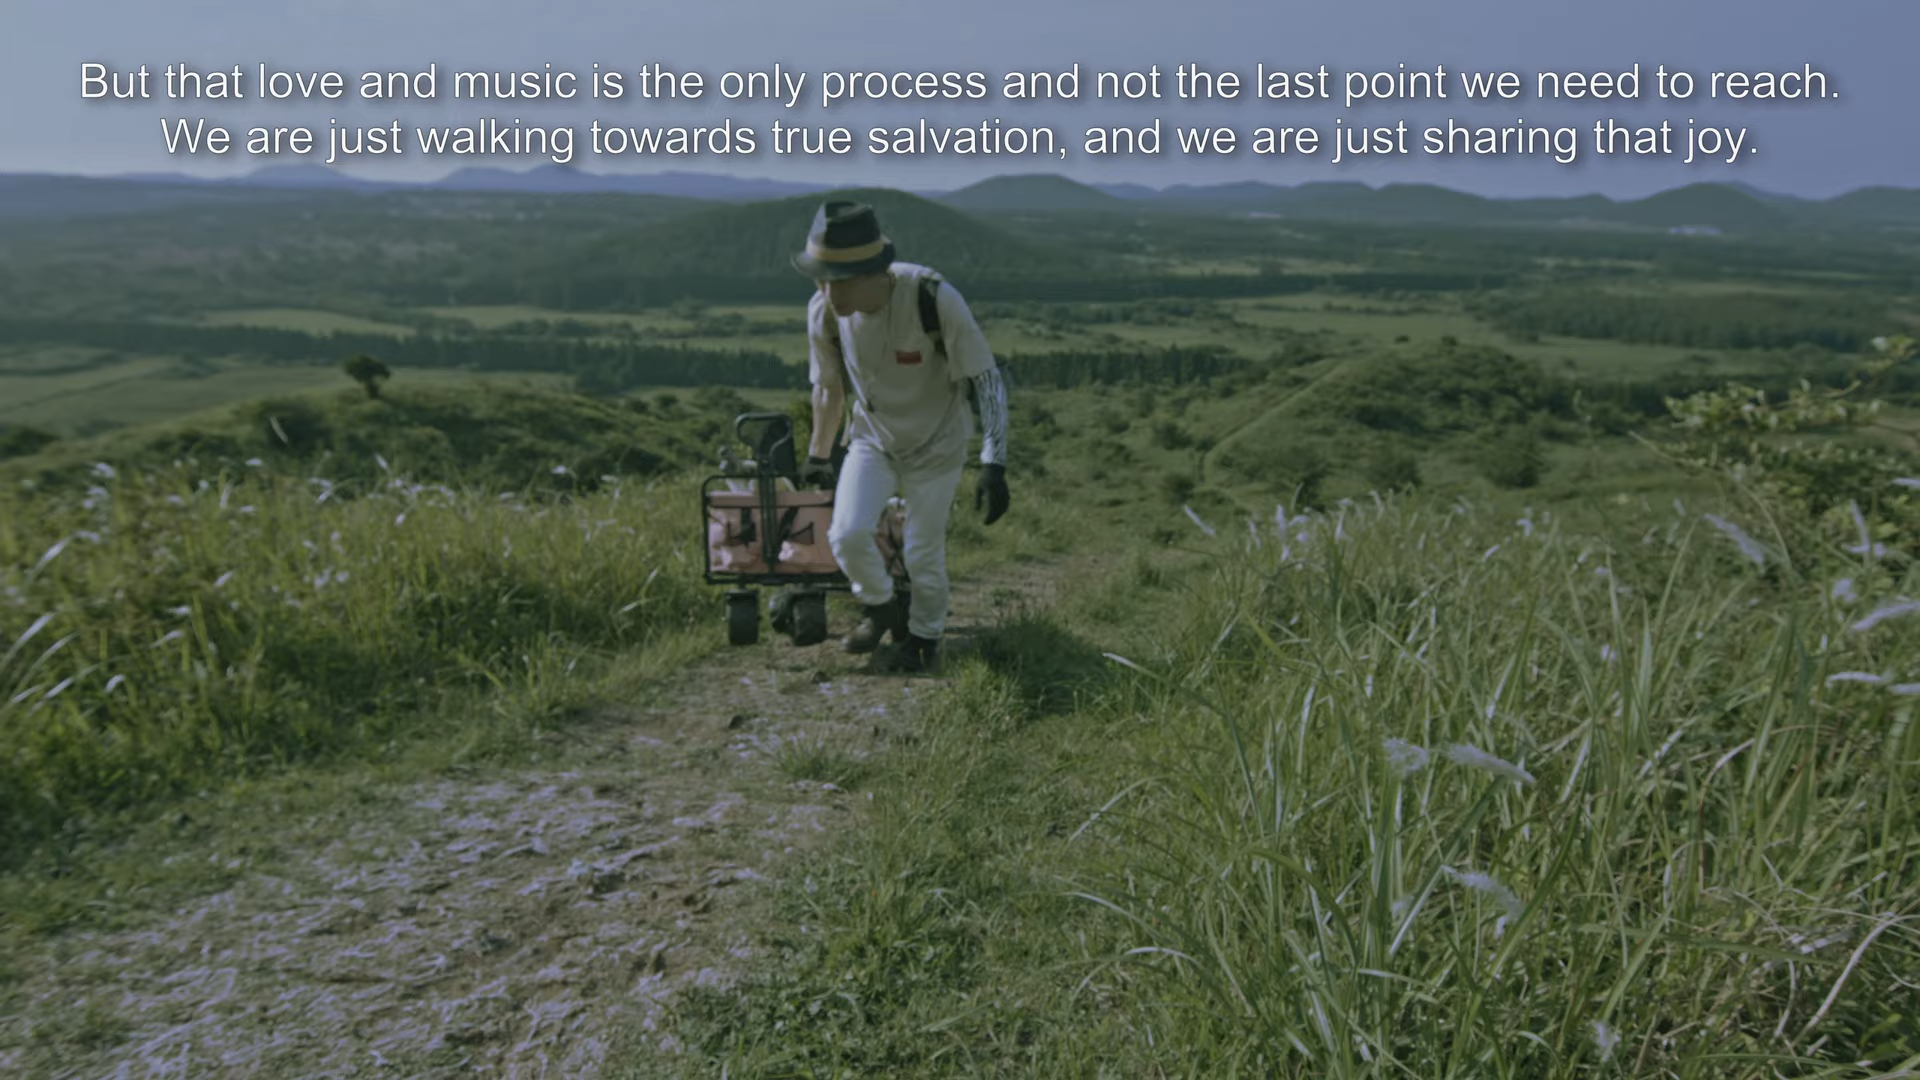 But that love and music is the only process and not the last point we need to reach.
We are just walking towards true salvation, and we are just sharing that joy.